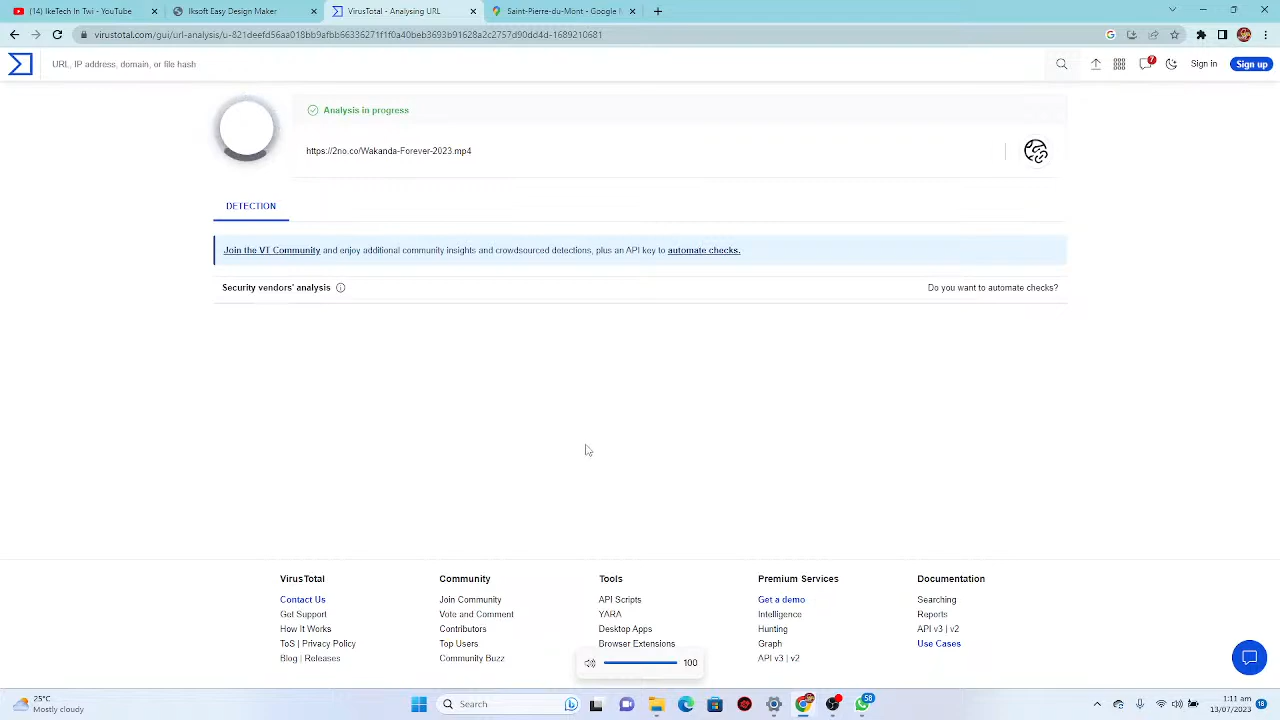 (14) IkeTech In Twi - YouTube
Iksoft Easy Design Maker
VirusTotal - Analysing URL
Saint-Pierre-du-Mont - Google
virustotal.com/gui/url-analysis/u-821deefd56aa018bb9afbb56336271f1f0a40beb3693b91628a2c2757d90dd4d-1689210681
URL, IP address, domain, or file hash
7
Sign in
Sign up
Analysis in progress
https://2no.co/Wakanda-Forever-2023.mp4
DETECTION
Join the VT Community and enjoy additional community insights and crowdsourced detections, plus an API key to automate checks.
Security vendors' analysis
Do you want to automate checks?
VirusTotal
Contact Us
Get Support
How It Works
ToS | Privacy Policy
Blog | Releases
Community
Join Community
Vote and Comment
Contributors
Top Users
Community Buzz
Tools
API Scripts
YARA
Desktop Apps
Browser Extensions
Premium Services
Get a demo
Intelligence
Hunting
Graph
API v3 | v2
Documentation
Searching
Reports
API v3 | v2
Use Cases
100
25°C
Mostly cloudy
Search
58
1:11 am
13/07/2023
18